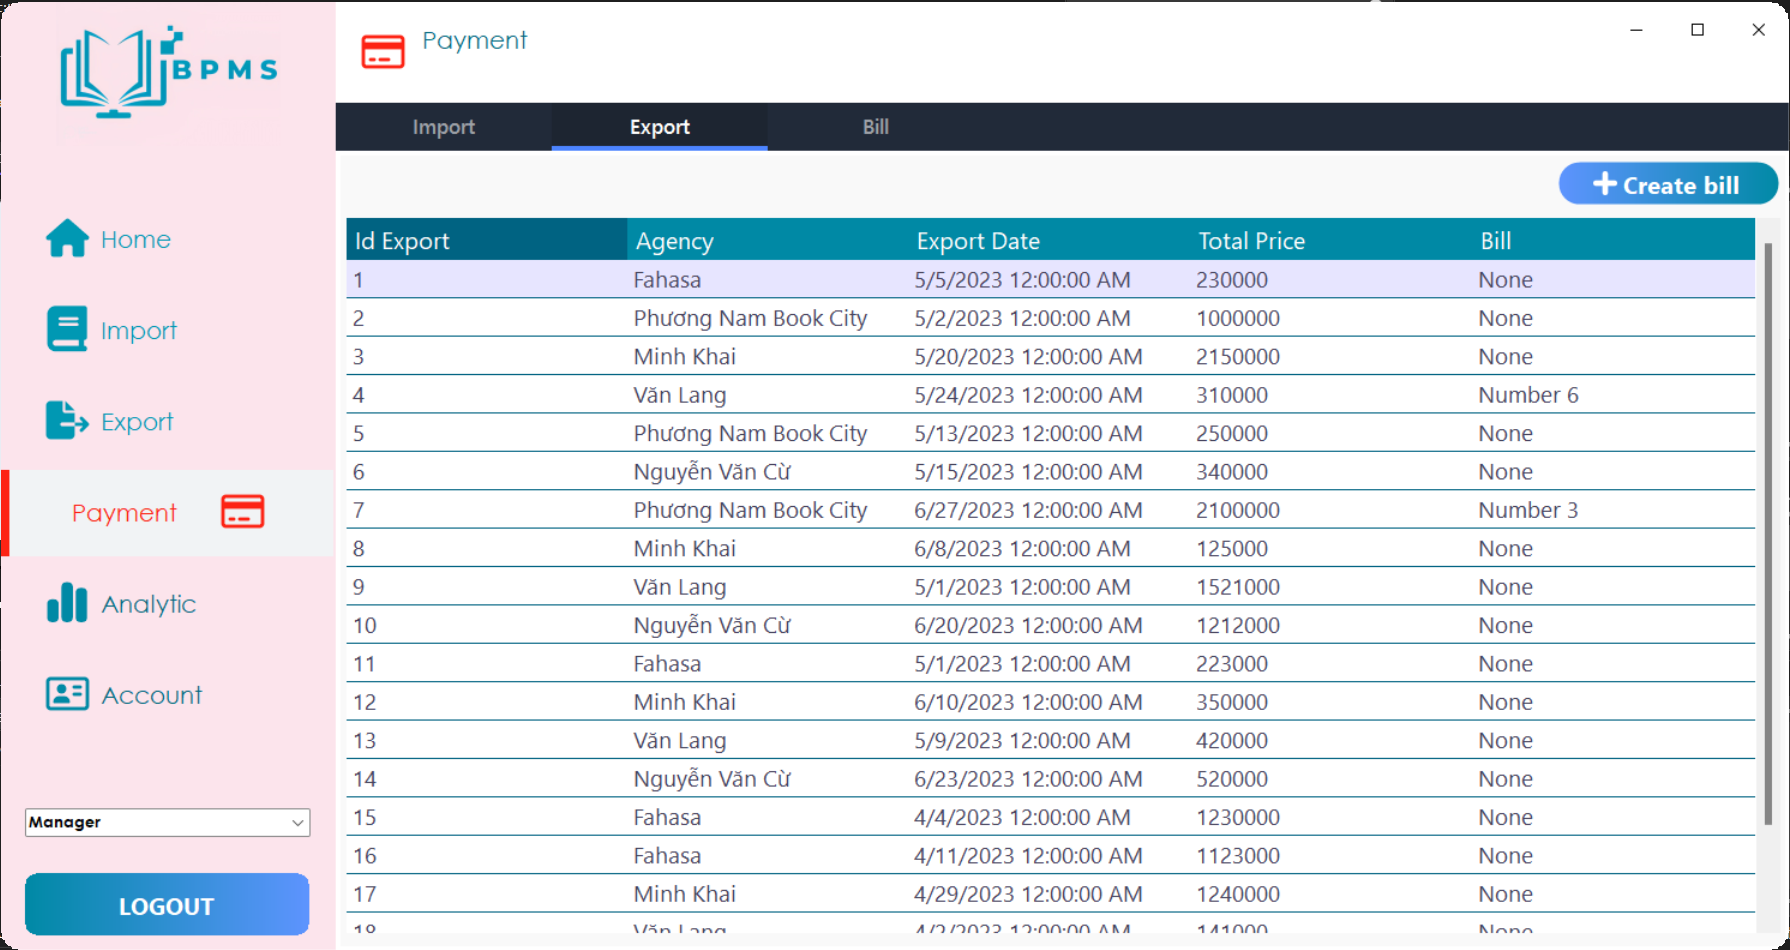 BPMS
Payment
Import Export Bill
Create bill
Home
Import
Export
Payment
Analytic
Account
Manager
LOGOUT
Id Export Agency Export Date Total Price Bill
1 Fahasa 5/5/2023 12:00:00 AM 230000 None
2 Phương Nam Book City 5/2/2023 12:00:00 AM 1000000 None
3 Minh Khai 5/20/2023 12:00:00 AM 2150000 None
4 Văn Lang 5/24/2023 12:00:00 AM 310000 Number 6
5 Phương Nam Book City 5/13/2023 12:00:00 AM 250000 None
6 Nguyễn Văn Cừ 5/15/2023 12:00:00 AM 340000 None
7 Phương Nam Book City 6/27/2023 12:00:00 AM 2100000 Number 3
8 Minh Khai 6/8/2023 12:00:00 AM 125000 None
9 Văn Lang 5/1/2023 12:00:00 AM 1521000 None
10 Nguyễn Văn Cừ 6/20/2023 12:00:00 AM 1212000 None
11 Fahasa 5/1/2023 12:00:00 AM 223000 None
12 Minh Khai 6/10/2023 12:00:00 AM 350000 None
13 Văn Lang 5/9/2023 12:00:00 AM 420000 None
14 Nguyễn Văn Cừ 6/23/2023 12:00:00 AM 520000 None
15 Fahasa 4/4/2023 12:00:00 AM 1230000 None
16 Fahasa 4/11/2023 12:00:00 AM 1123000 None
17 Minh Khai 4/29/2023 12:00:00 AM 1240000 None
18 Văn Lang 4/2/2023 12:00:00 AM 141000 None